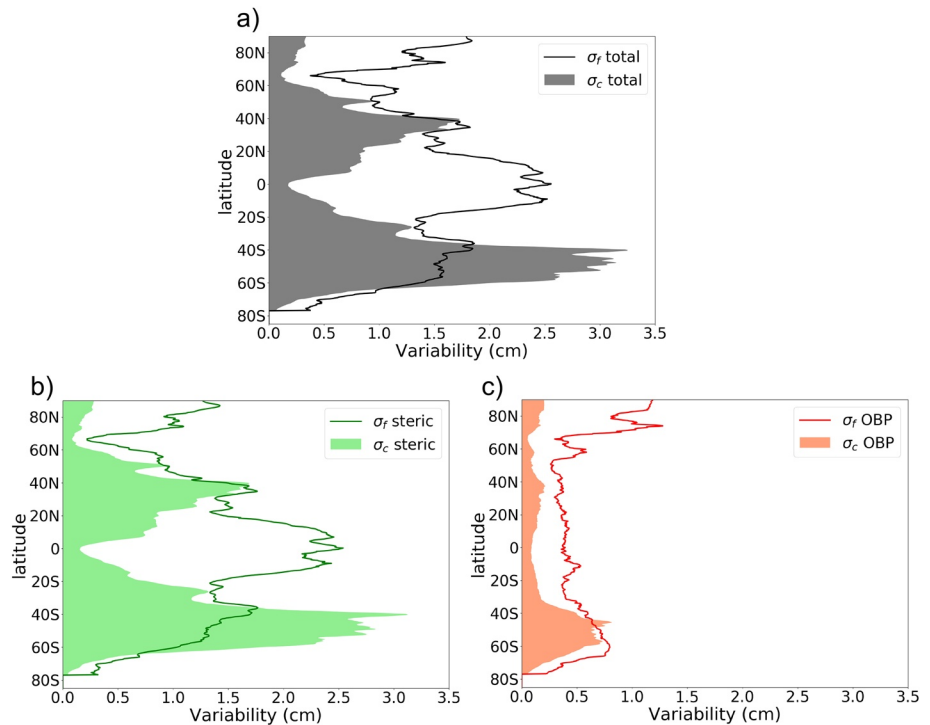 a)
80N
60N
40N
20N
0
20S
40S
60S
80S
latitude
σf total
σc total
0.0 0.5 1.0 1.5 2.0 2.5 3.0 3.5
Variability (cm)
b)
80N
60N
40N
20N
0
20S
40S
60S
80S
latitude
σf steric
σc steric
0.0 0.5 1.0 1.5 2.0 2.5 3.0 3.5
Variability (cm)
c)
80N
60N
40N
20N
0
20S
40S
60S
80S
latitude
σf OBP
σc OBP
0.0 0.5 1.0 1.5 2.0 2.5 3.0 3.5
Variability (cm)